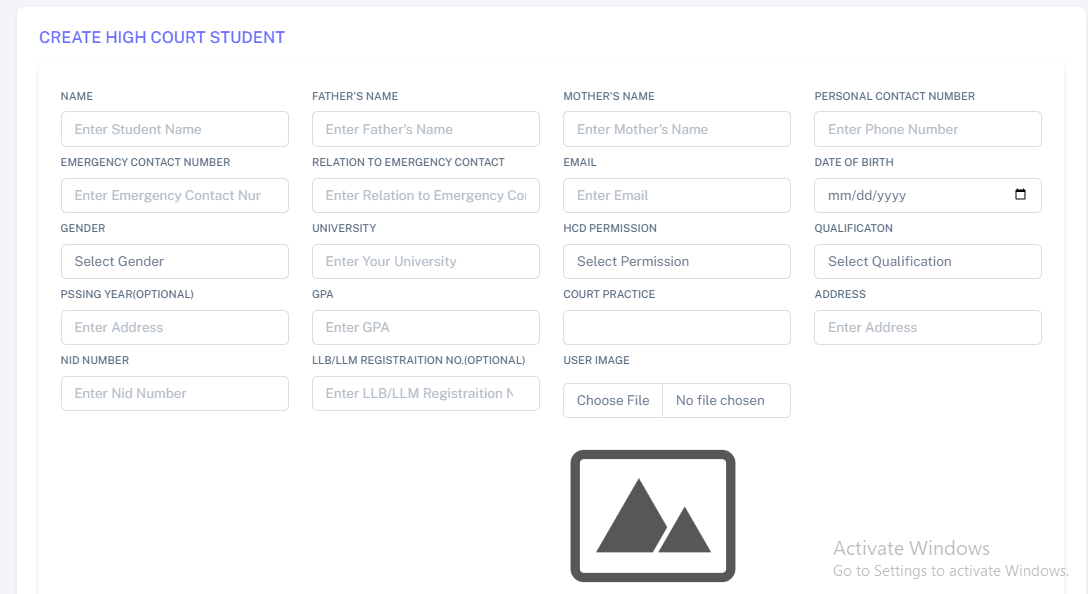 CREATE HIGH COURT STUDENT
NAME FATHER'S NAME MOTHER'S NAME PERSONAL CONTACT NUMBER
Enter Student Name Enter Father's Name Enter Mother's Name Enter Phone Number
EMERGENCY CONTACT NUMBER RELATION TO EMERGENCY CONTACT EMAIL DATE OF BIRTH
Enter Emergency Contact Nur Enter Relation to Emergency Co Enter Email mm/dd/yyyy
GENDER UNIVERSITY HCD PERMISSION QUALIFICATON
Select Gender Enter Your University Select Permission Select Qualification
PSSING YEAR(OPTIONAL) GPA COURT PRACTICE ADDRESS
Enter Address Enter GPA Enter Address
NID NUMBER LLB/LLM REGISTRAITION NO.(OPTIONAL) USER IMAGE
Enter Nid Number Enter LLB/LLM Registraition N Choose File No file chosen
Activate Windows
Go to Settings to activate Windows.